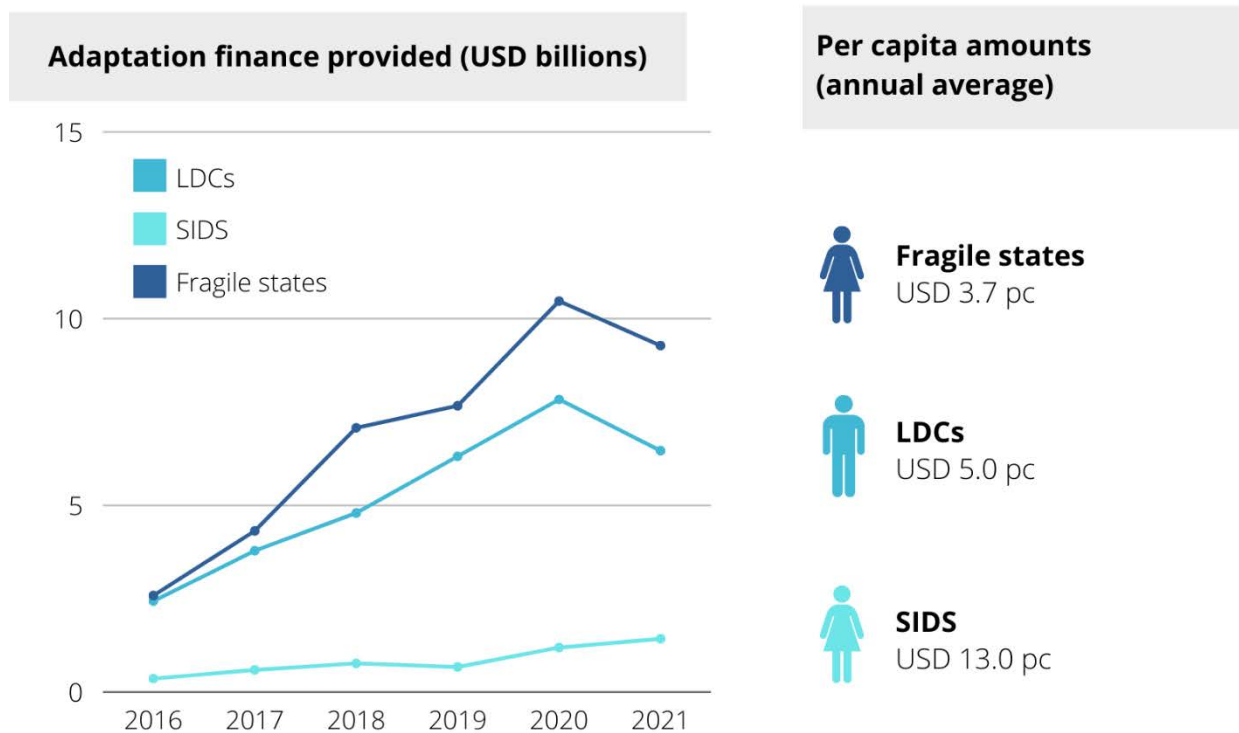 Adaptation finance provided (USD billions)
15
10
5
0
LDCs
SIDS
Fragile states
2016 2017 2018 2019 2020 2021
Per capita amounts
(annual average)
Fragile states
USD 3.7 pc
LDCs
USD 5.0 pc
SIDS
USD 13.0 pc